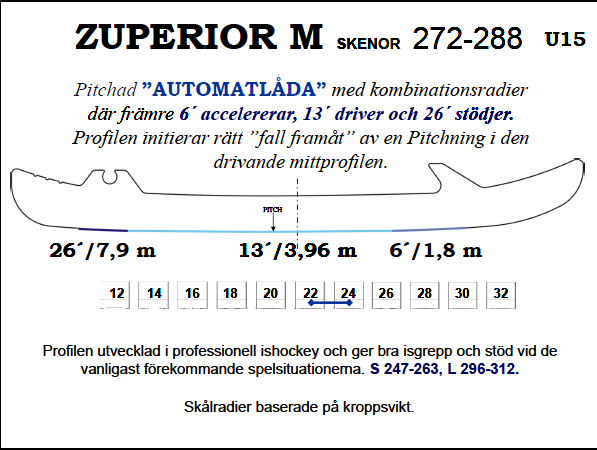 ZUPERIOR M SKENOR 272-288 U15
Pitchad ”AUTOMATLÅDA” med kombinationsradier
där främre 6´ accelererar, 13´ driver och 26´ stödjer.
Profilen initierar rätt ”fall framåt” av en Pitchning i den
drivande mittprofilen.
PITCH
26´/7,9 m 13´/3,96 m 6´/1,8 m
12 14 16 18 20 22 24 26 28 30 32
Profilen utvecklad i professionell ishockey och ger bra isgrepp och stöd vid de
vanligast förekommande spelsituationerna. S 247-263, L 296-312.
Skålradier baserade på kroppsvikt.